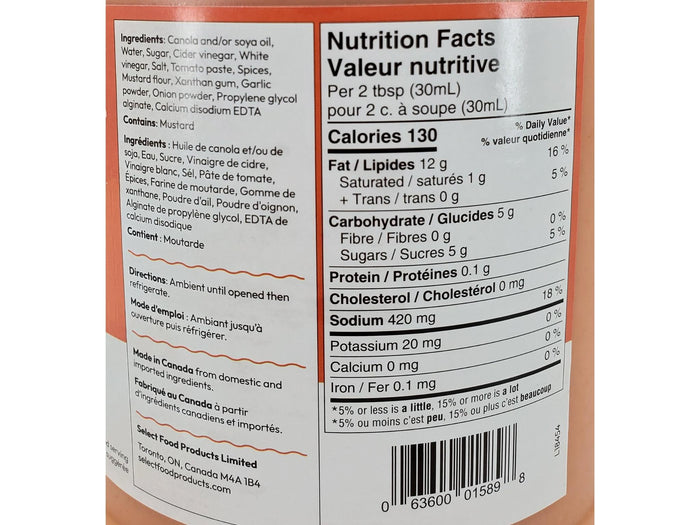 Ingredients: Canola and/or soya oil,
Water, Sugar, Cider vinegar, White
vinegar, Salt, Tomato paste, Spices,
Mustard flour, Xanthan gum, Garlic
powder, Onion powder, Propylene glycol
alginate, Calcium disodium EDTA
Contains: Mustard
Ingrédients : Huile de canola et/ou de
soja, Eau, Sucre, Vinaigre de cidre,
Vinaigre blanc, Sél, Pâte de tomate,
Épices, Farine de moutarde, Gomme de
xanthane, Poudre d'ail, Poudre d'oignon,
Alginate de propylène glycol, EDTA de
calcium disodique
Contient : Moutarde
Directions: Ambient until opened then
refrigerate.
Mode d'emploi : Ambiant jusqu'à
ouverture puis réfrigérer.
Made in Canada from domestic and
imported ingredients.
Fabriqué au Canada à partir
d'ingrédients canadiens et importés.
Select Food Products Limited
Toronto, ON, Canada M4A 1B4
selectfoodproducts.com
serving
suggérée
Nutrition Facts
Valeur nutritive
Per 2 tbsp (30mL)
pour 2 c. à soupe (30mL)
Calories 130
% Daily Value*
% valeur quotidienne*
Fat / Lipides 12 g 16 %
Saturated / saturés 1 g 5 %
+ Trans / trans 0 g
Carbohydrate / Glucides 5 g
Fibre / Fibres 0 g 0 %
Sugars / Sucres 5 g 5 %
Protein / Protéines 0.1 g
Cholesterol / Cholestérol 0 mg
Sodium 420 mg 18 %
Potassium 20 mg 0 %
Calcium 0 mg 0 %
Iron / Fer 0.1 mg 0 %
*5% or less is a little, 15% or more is a lot
*5% ou moins c'est peu, 15% ou plus c'est beaucoup
L18454
0 63600 01589 8